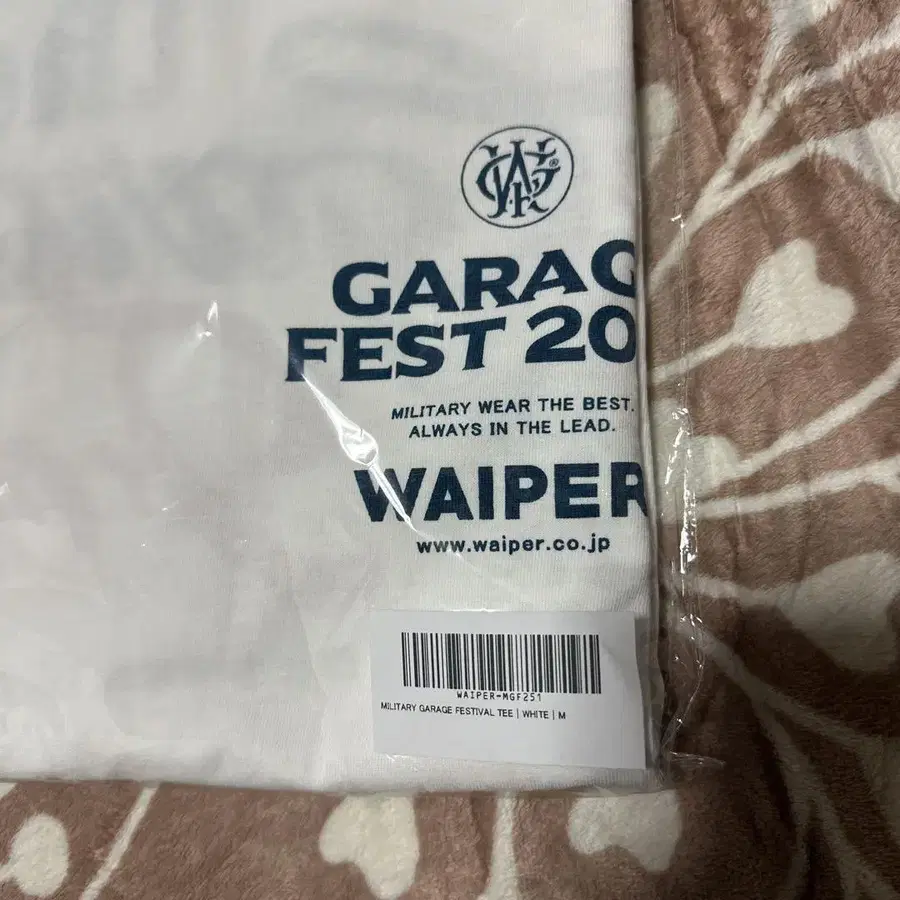 GARAG
FEST 20
MILITARY WEAR THE BEST.
ALWAYS IN THE LEAD.
WAIPER
www.waiper.co.jp
WAIPER-MGF251
MILITARY GARAGE FESTIVAL TEE | WHITE | M